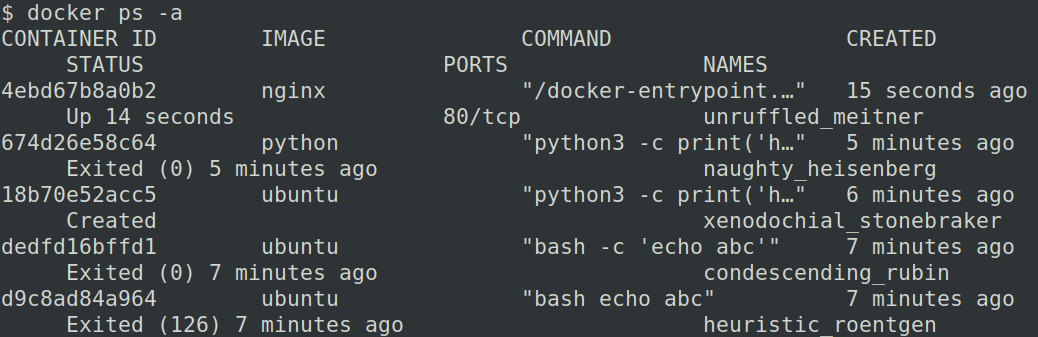 $ docker ps -a
CONTAINER ID        IMAGE               COMMAND                  CREATED
     STATUS                       PORTS               NAMES
4ebd67b8a0b2        nginx               "/docker-entrypoint.…"   15 seconds ago
     Up 14 seconds                80/tcp              unruffled_meitner
674d26e58c64        python              "python3 -c print('h…"   5 minutes ago
     Exited (0) 5 minutes ago                         naughty_heisenberg
18b70e52acc5        ubuntu              "python3 -c print('h…"   6 minutes ago
     Created                                          xenodochial_stonebraker
dedfd16bffd1        ubuntu              "bash -c 'echo abc'"     7 minutes ago
     Exited (0) 7 minutes ago                         condescending_rubin
d9c8ad84a964        ubuntu              "bash echo abc"          7 minutes ago
     Exited (126) 7 minutes ago                       heuristic_roentgen